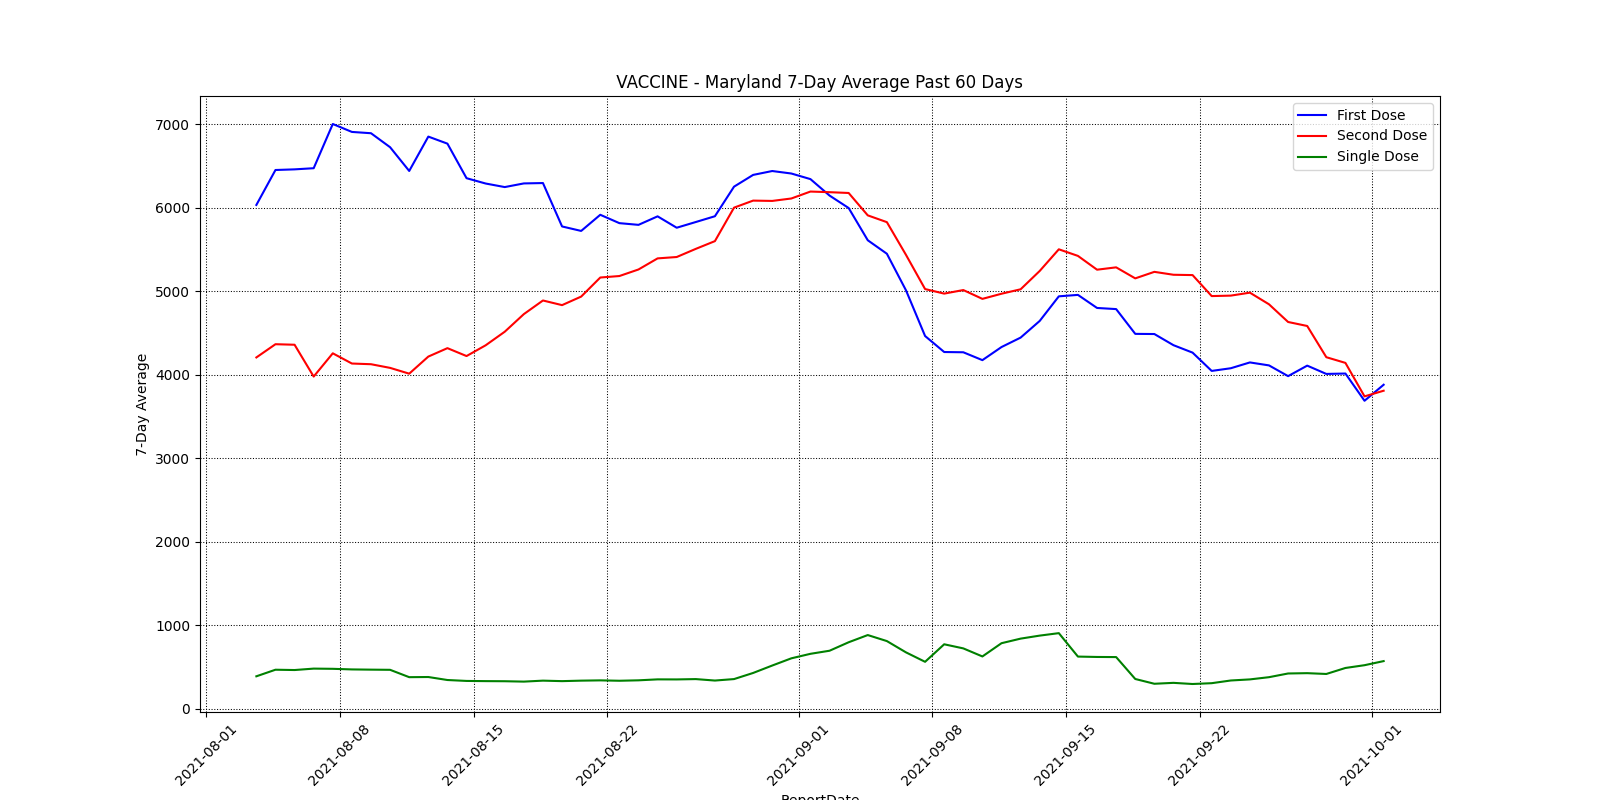 VACCINE - Maryland 7-Day Average Past 60 Days
First Dose
Second Dose
Single Dose
7-Day Average
7000
6000
5000
4000
3000
2000
1000
0
2021-08-01
2021-08-08
2021-08-15
2021-08-22
2021-09-01
2021-09-08
2021-09-15
2021-09-22
2021-10-01
ReportDate